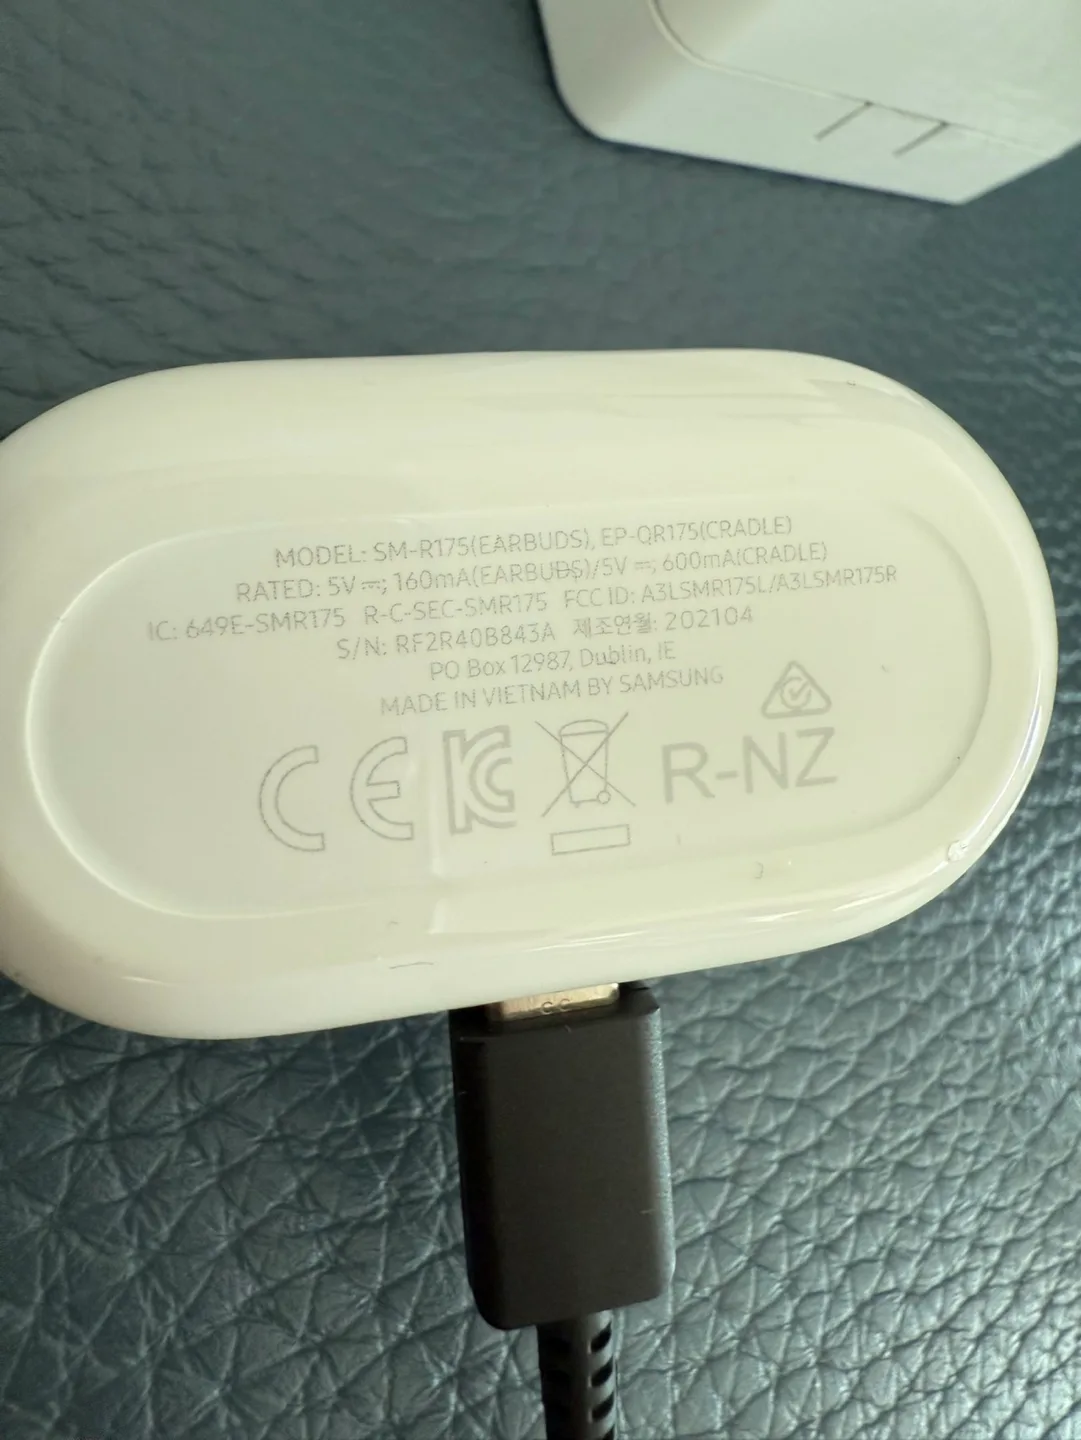 MODEL: SM-R175(EARBUDS), EP-QR175(CRADLE)
RATED: 5V ⎓; 160mA(EARBUDS)/5V ⎓; 600mA(CRADLE)
IC: 649E-SMR175 R-C-SEC-SMR175 FCC ID: A3LSMR175L/A3LSMR175R
S/N: RF2R40B843A 제조연월: 202104
PO Box 12987, Dublin, IE
MADE IN VIETNAM BY SAMSUNG
CE KC R-NZ